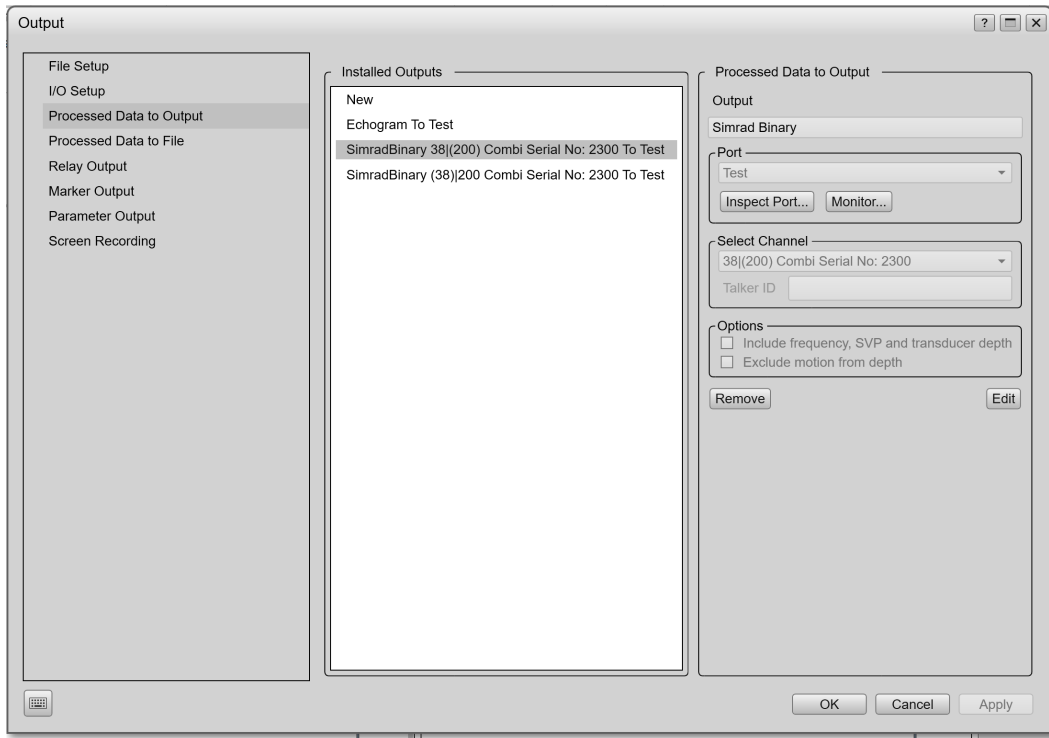 Output
?
File Setup
I/O Setup
Processed Data to Output
Processed Data to File
Relay Output
Marker Output
Parameter Output
Screen Recording
Installed Outputs
New
Echogram To Test
SimradBinary 38|(200) Combi Serial No: 2300 To Test
SimradBinary (38)|200 Combi Serial No: 2300 To Test
Processed Data to Output
Output
Simrad Binary
Port
Test
Inspect Port... Monitor...
Select Channel
38|(200) Combi Serial No: 2300
Talker ID
Options
Include frequency, SVP and transducer depth
Exclude motion from depth
Remove Edit
OK Cancel Apply